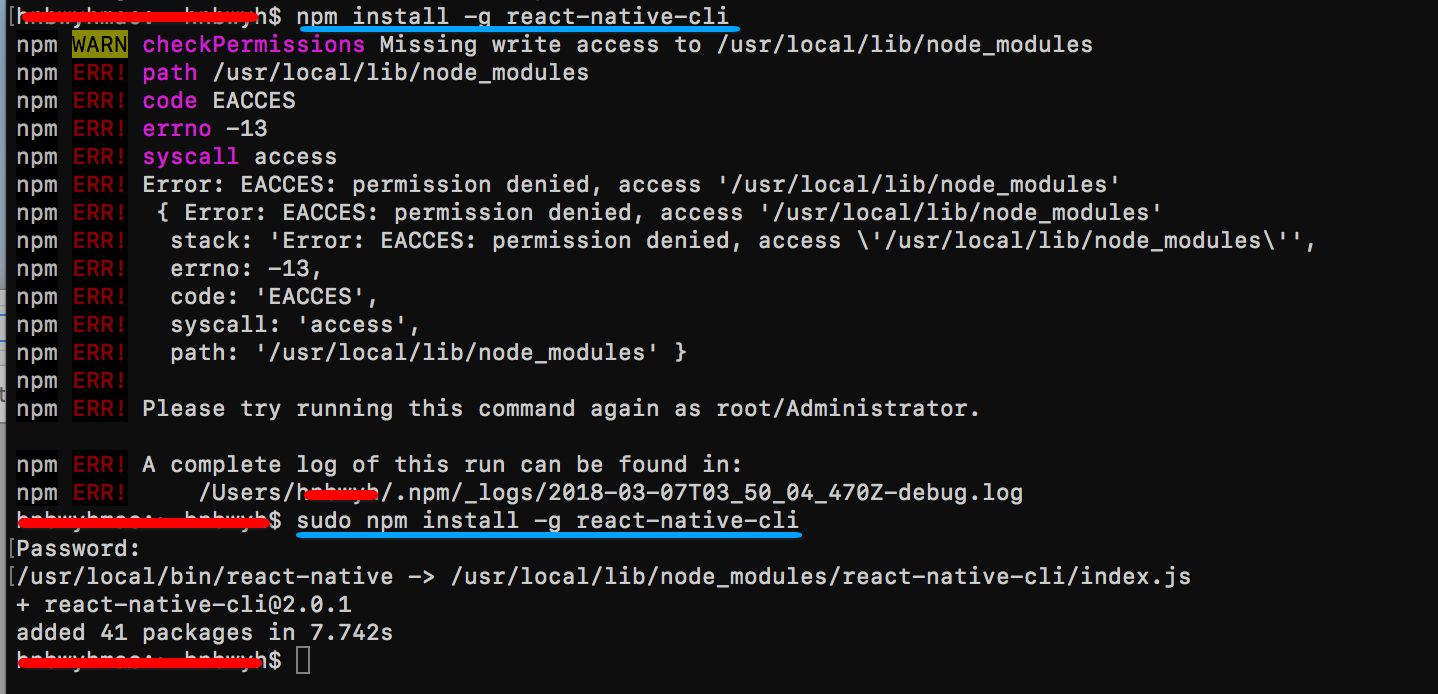 $ npm install -g react-native-cli
npm WARN checkPermissions Missing write access to /usr/local/lib/node_modules
npm ERR! path /usr/local/lib/node_modules
npm ERR! code EACCES
npm ERR! errno -13
npm ERR! syscall access
npm ERR! Error: EACCES: permission denied, access '/usr/local/lib/node_modules'
npm ERR!  { Error: EACCES: permission denied, access '/usr/local/lib/node_modules'
npm ERR!   stack: 'Error: EACCES: permission denied, access \'/usr/local/lib/node_modules\'',
npm ERR!   errno: -13,
npm ERR!   code: 'EACCES',
npm ERR!   syscall: 'access',
npm ERR!   path: '/usr/local/lib/node_modules' }
npm ERR!
npm ERR! Please try running this command again as root/Administrator.
npm ERR! A complete log of this run can be found in:
npm ERR!     /Users/ /.npm/_logs/2018-03-07T03_50_04_470Z-debug.log
$ sudo npm install -g react-native-cli
[Password:
[/usr/local/bin/react-native -> /usr/local/lib/node_modules/react-native-cli/index.js
+ react-native-cli@2.0.1
added 41 packages in 7.742s
$